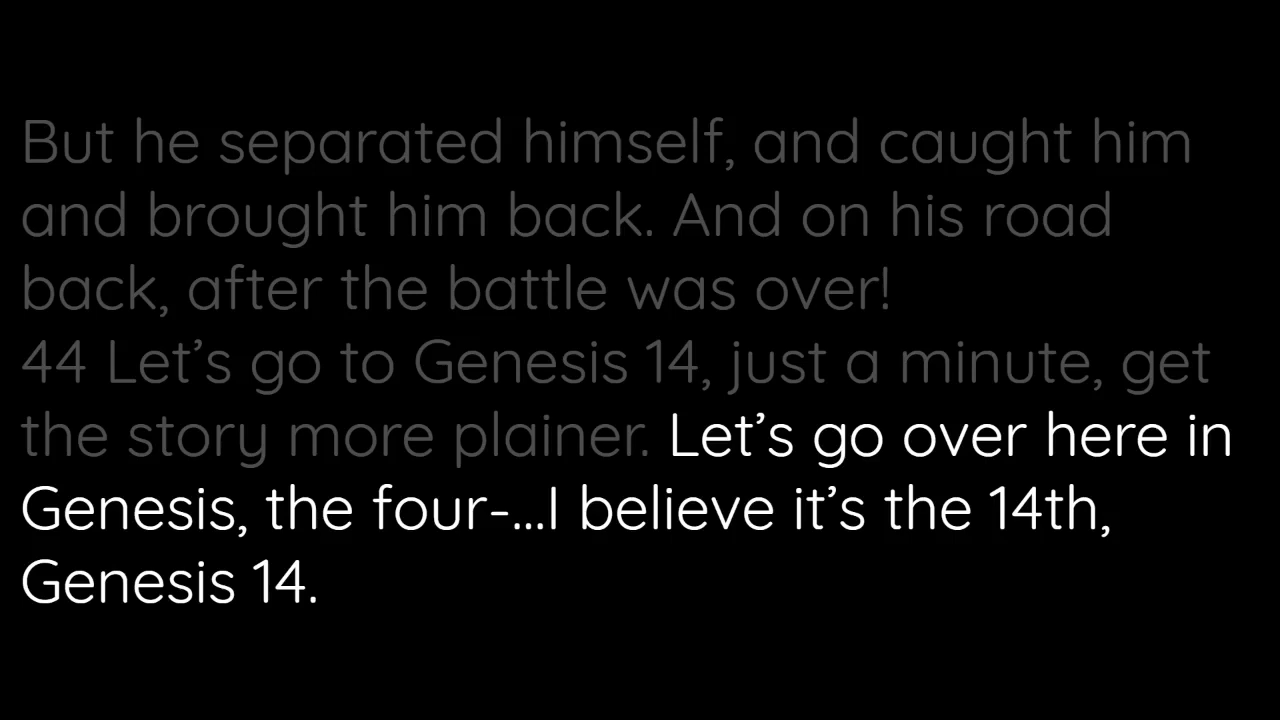 But he separated himself, and caught him
and brought him back. And on his road
back, after the battle was over!
44 Let’s go to Genesis 14, just a minute, get
the story more plainer. Let’s go over here in
Genesis, the four-...I believe it’s the 14th,
Genesis 14.